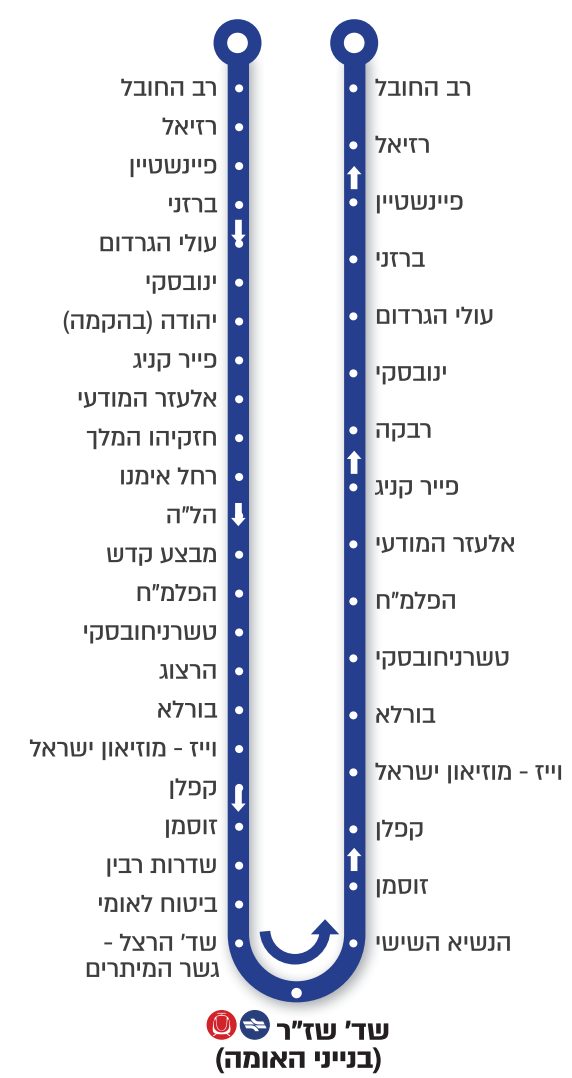 רב החובל
רזיאל
פיינשטיין
ברזני
עולי הגרדום
ינובסקי
יהודה (בהקמה)
פייר קניג
אלעזר המודעי
חזקיהו המלך
רחל אימנו
הל"ה
מבצע קדש
הפלמ"ח
טשרניחובסקי
הרצוג
בורלא
וייז - מוזיאון ישראל
קפלן
זוסמן
שדרות רבין
ביטוח לאומי
שד' הרצל -
גשר המיתרים
שד' שז"ר
(בנייני האומה)
רב החובל
רזיאל
פיינשטיין
ברזני
עולי הגרדום
ינובסקי
רבקה
פייר קניג
אלעזר המודעי
הפלמ"ח
טשרניחובסקי
בורלא
וייז - מוזיאון ישראל
קפלן
זוסמן
הנשיא השישי